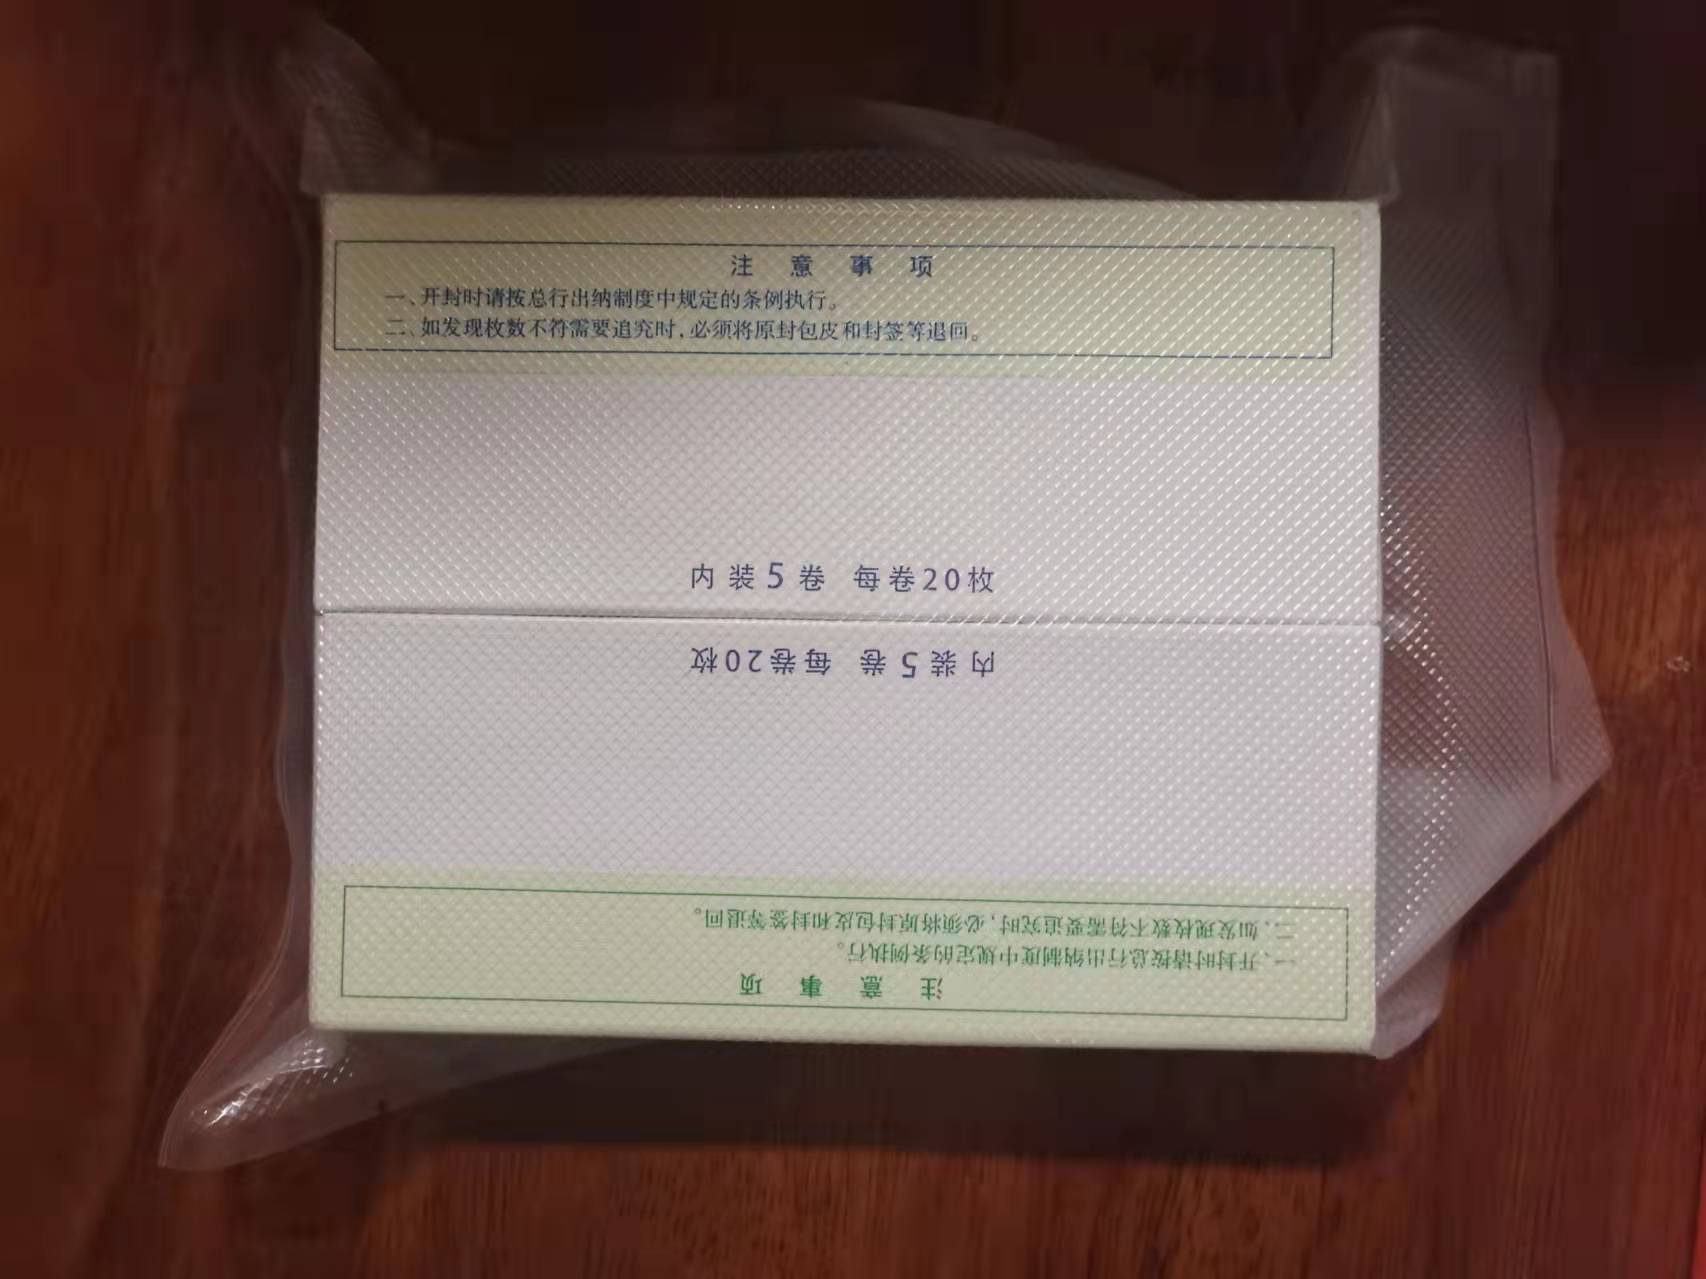 注意事项
一、开封时请按总行出纳制度中规定的条例执行。
二、如发现枚数不符需要追究时，必须将原封包皮和封签等退回。
内装5卷 每卷20枚
内装5卷 每卷20枚
注意事项
一、开封时请按总行出纳制度中规定的条例执行。
二、如发现枚数不符需要追究时，必须将原封包皮和封签等退回。